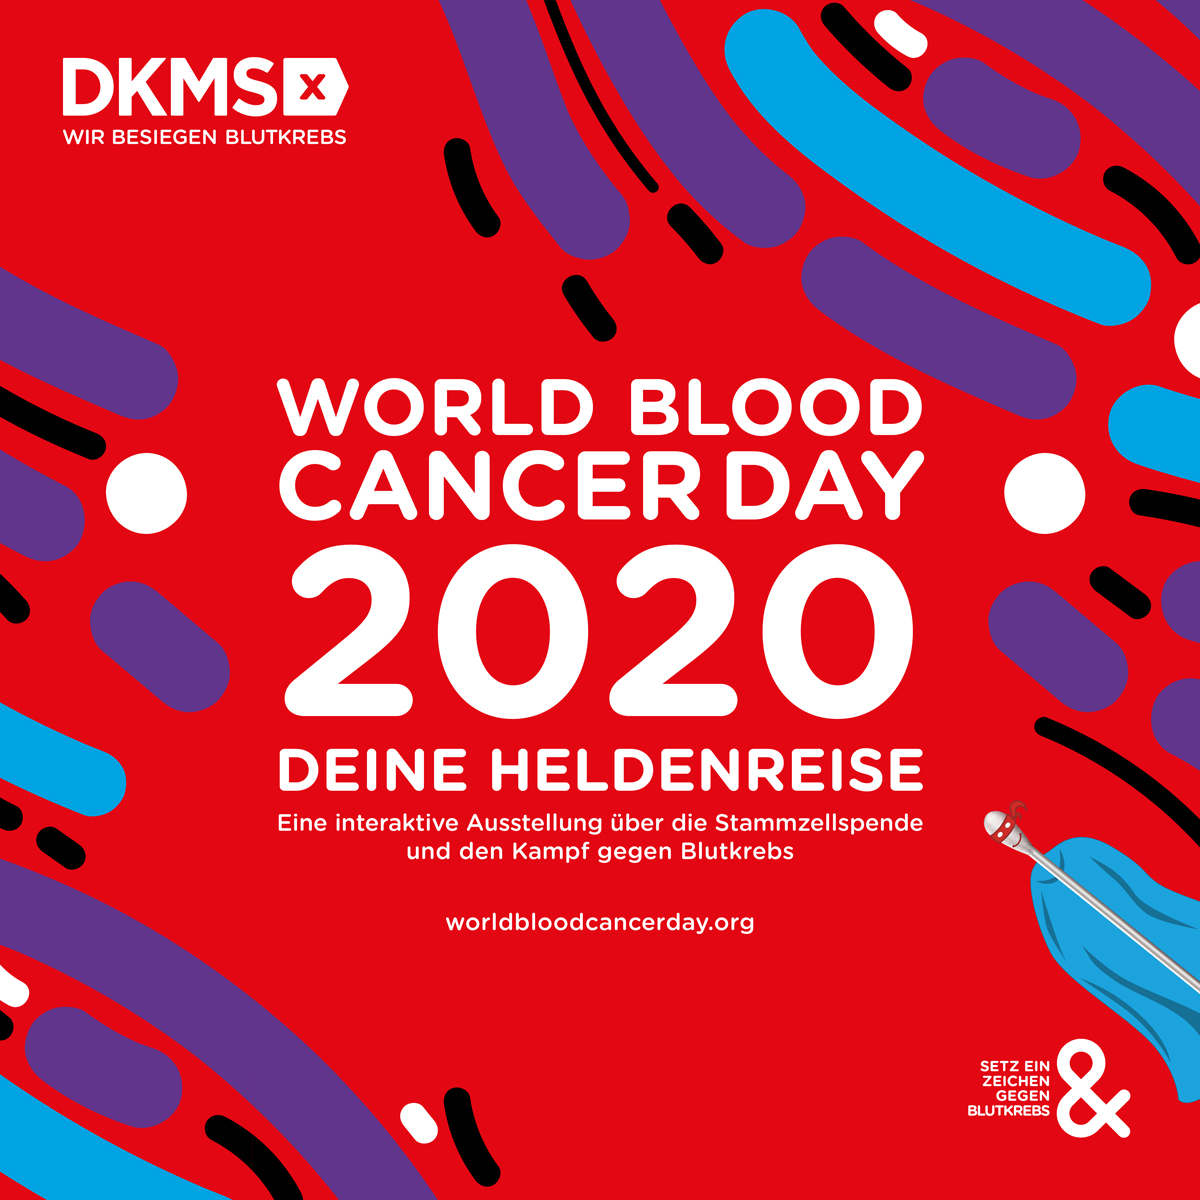 DKMS x
WIR BESIEGEN BLUTKREBS
WORLD BLOOD
CANCER DAY
2020
DEINE HELDENREISE
Eine interaktive Ausstellung über die Stammzellspende
und den Kampf gegen Blutkrebs
worldbloodcancerday.org
SETZ EIN
ZEICHEN
GEGEN
BLUTKREBS
&